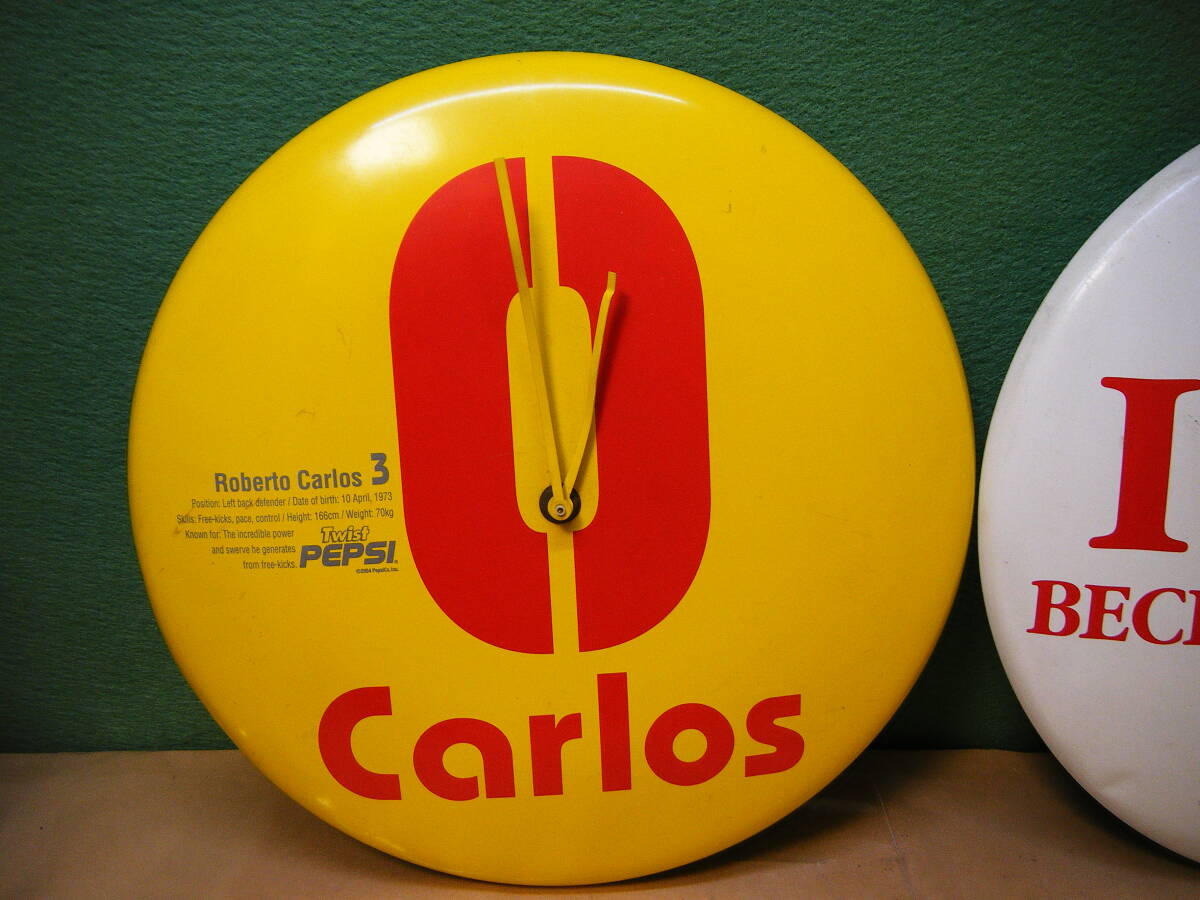 Roberto Carlos 3
Position: Left back defender / Date of birth: 10 April, 1973
Skills: Free-kicks, pace, control / Height: 166cm / Weight: 70kg
Known for: The incredible power
and swerve he generates
from free-kicks.
Twist
PEPSI
©2004 PepsiCo, Inc.
0
Carlos
I
BEC